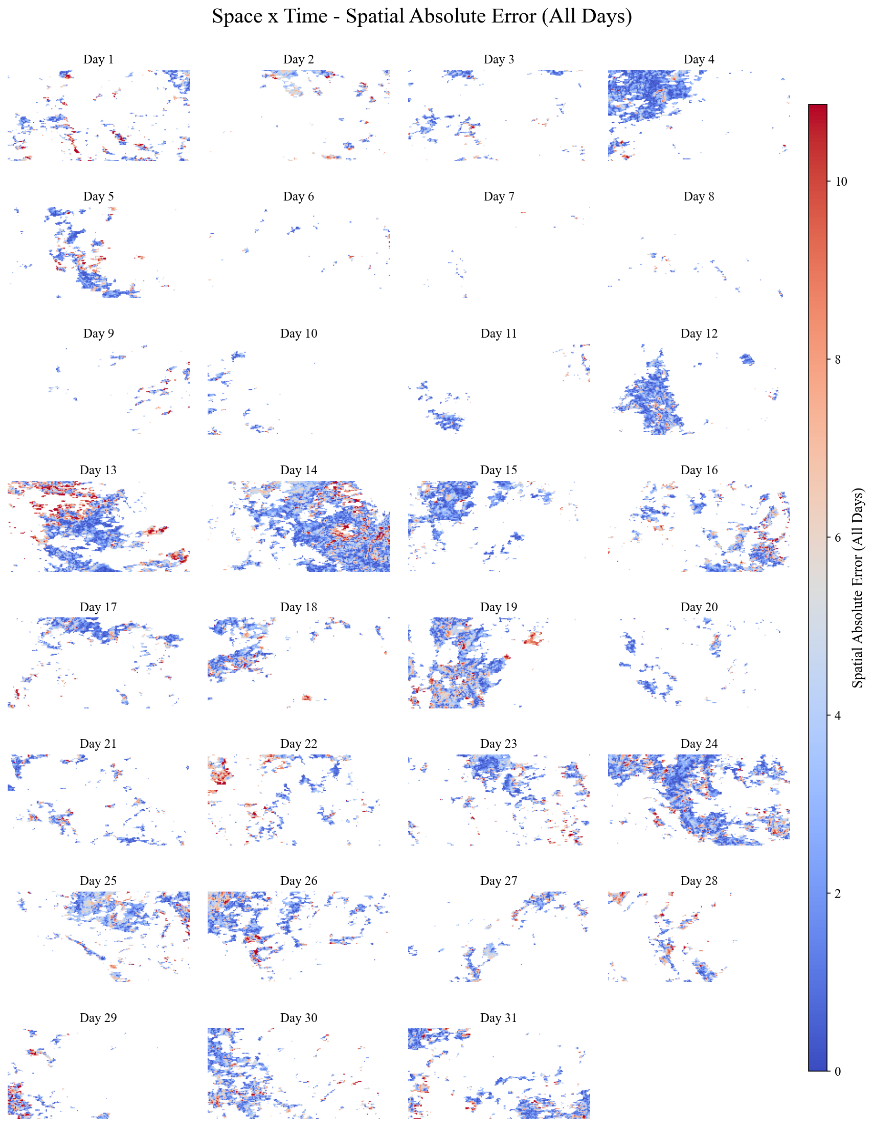 Space x Time - Spatial Absolute Error (All Days)
Day 1
Day 2
Day 3
Day 4
Day 5
Day 6
Day 7
Day 8
Day 9
Day 10
Day 11
Day 12
Day 13
Day 14
Day 15
Day 16
Day 17
Day 18
Day 19
Day 20
Day 21
Day 22
Day 23
Day 24
Day 25
Day 26
Day 27
Day 28
Day 29
Day 30
Day 31
10
8
6
4
2
0
Spatial Absolute Error (All Days)